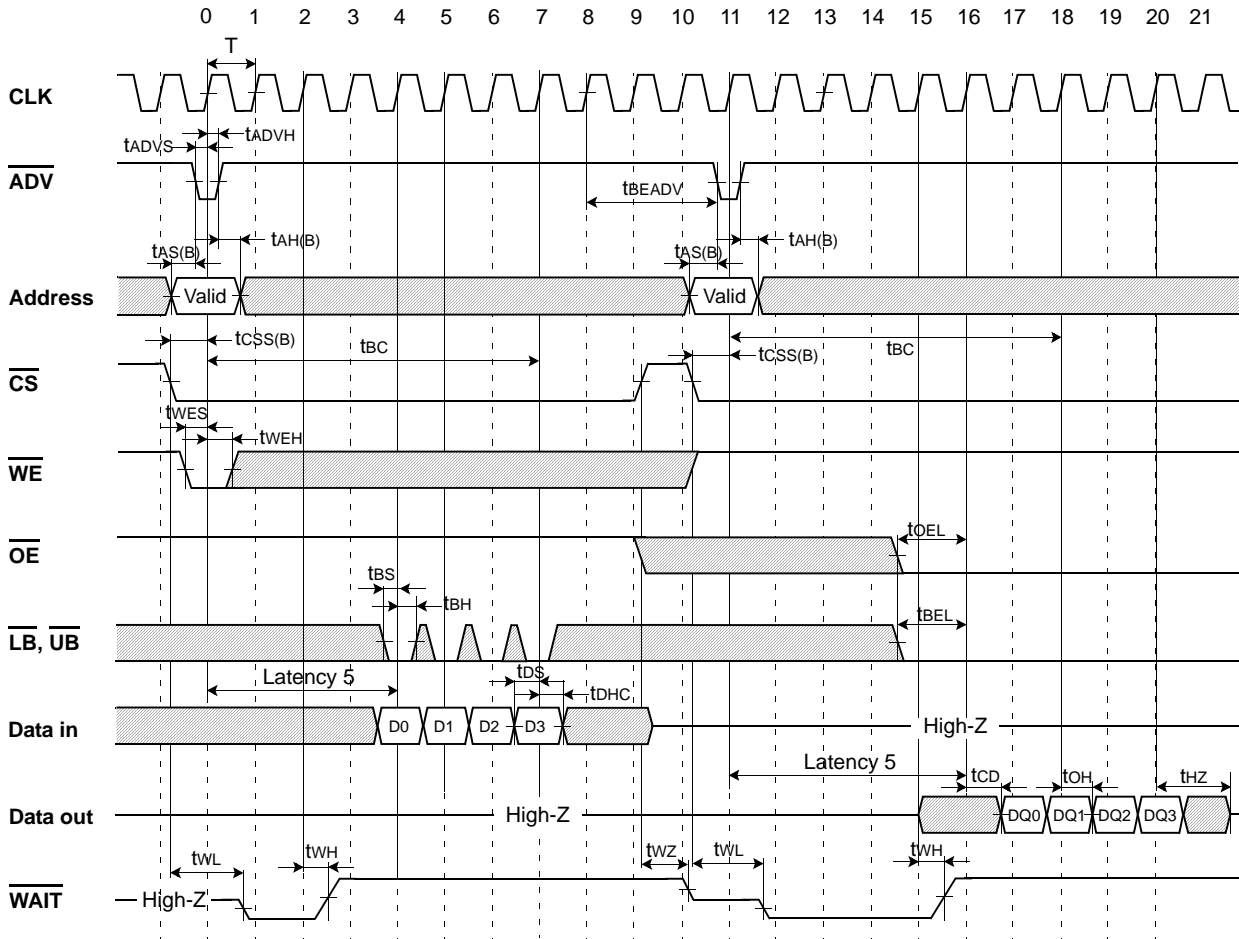 0 1 2 3 4 5 6 7 8 9 10 11 12 13 14 15 16 17 18 19 20 21
T
CLK
tADVH
tADVS
ADV
tBEADV
tAS(B) tAH(B) tAS(B) tAH(B)
Address Valid Valid
tCSS(B) tBC tCSS(B) tBC
CS
tWES
tWEH
WE
OE tOEL
tBS
tBH
LB, UB tBEL
Latency 5 tDS
tDHC
Data in D0 D1 D2 D3 High-Z
Latency 5 tCD tOH tHZ
Data out High-Z DQ0 DQ1 DQ2 DQ3
tWL tWH tWZ tWL tWH
WAIT High-Z